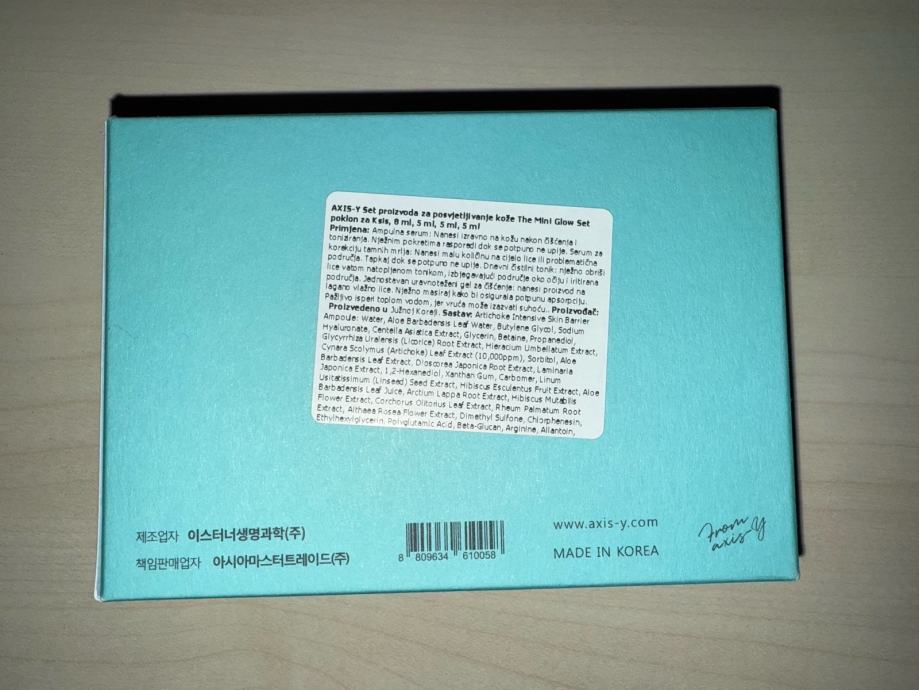 AXIS-Y Set proizvoda za posvjetljivanje kože The Mini Glow Set
poklon za Ksis, 8 ml, 5 ml, 5 ml, 5 ml
Primjena: Ampulna serum: Nanesi izravno na kožu nakon čišćenja i
toniziranja. Nježnim pokretima rasporedi dok se potpuno ne upije. Serum za
korekciju tamnih mrlja: Nanesi malu količinu na cijelo lice ili problematična
područja. Tapkaj dok se potpuno ne upije. Dnevni čistilni tonik: nježno obriši
lice vatom natopljenom tonikom, izbjegavajući područje oko očiju i iritirana
područja. Jednostavan uravnoteženi gel za čišćenje: nanesi proizvod na
lagano vlažno lice. Nježno masiraj kako bi osigurala potpunu apsorpciju.
Pažljivo isperi toplom vodom, jer vruća može izazvati suhoću.. Proizvođač:
Proizvedeno u Južnoj Koreji. Sastav: Artichoke Intensive Skin Barrier
Ampoule: Water, Aloe Barbadensis Leaf Water, Butylene Glycol, Sodium
Hyaluronate, Centella Asiatica Extract, Glycerin, Betaine, Propanediol,
Glycyrrhiza Uralensis (Licorice) Root Extract, Hieracium Umbellatum Extract,
Cynara Scolymus (Artichoke) Leaf Extract (10,000ppm), Sorbitol, Aloe
Barbadensis Leaf Extract, Dioscorea Japonica Root Extract, Laminaria
Japonica Extract, 1,2-Hexanediol, Xanthan Gum, Carbomer, Linum
Usitatissimum (Linseed) Seed Extract, Hibiscus Esculentus Fruit Extract, Aloe
Barbadensis Leaf Juice, Arctium Lappa Root Extract, Hibiscus Mutabilis
Flower Extract, Corchorus Olitorius Leaf Extract, Rheum Palmatum Root
Extract, Althaea Rosea Flower Extract, Dimethyl Sulfone, Chlorphenesin,
Ethylhexylglycerin, Polyglutamic Acid, Beta-Glucan, Arginine, Allantoin,
제조업자 이스터너생명과학(주)
책임판매업자 아시아마스터트레이드(주)
8 809634 610058
www.axis-y.com
MADE IN KOREA
From
axis-y